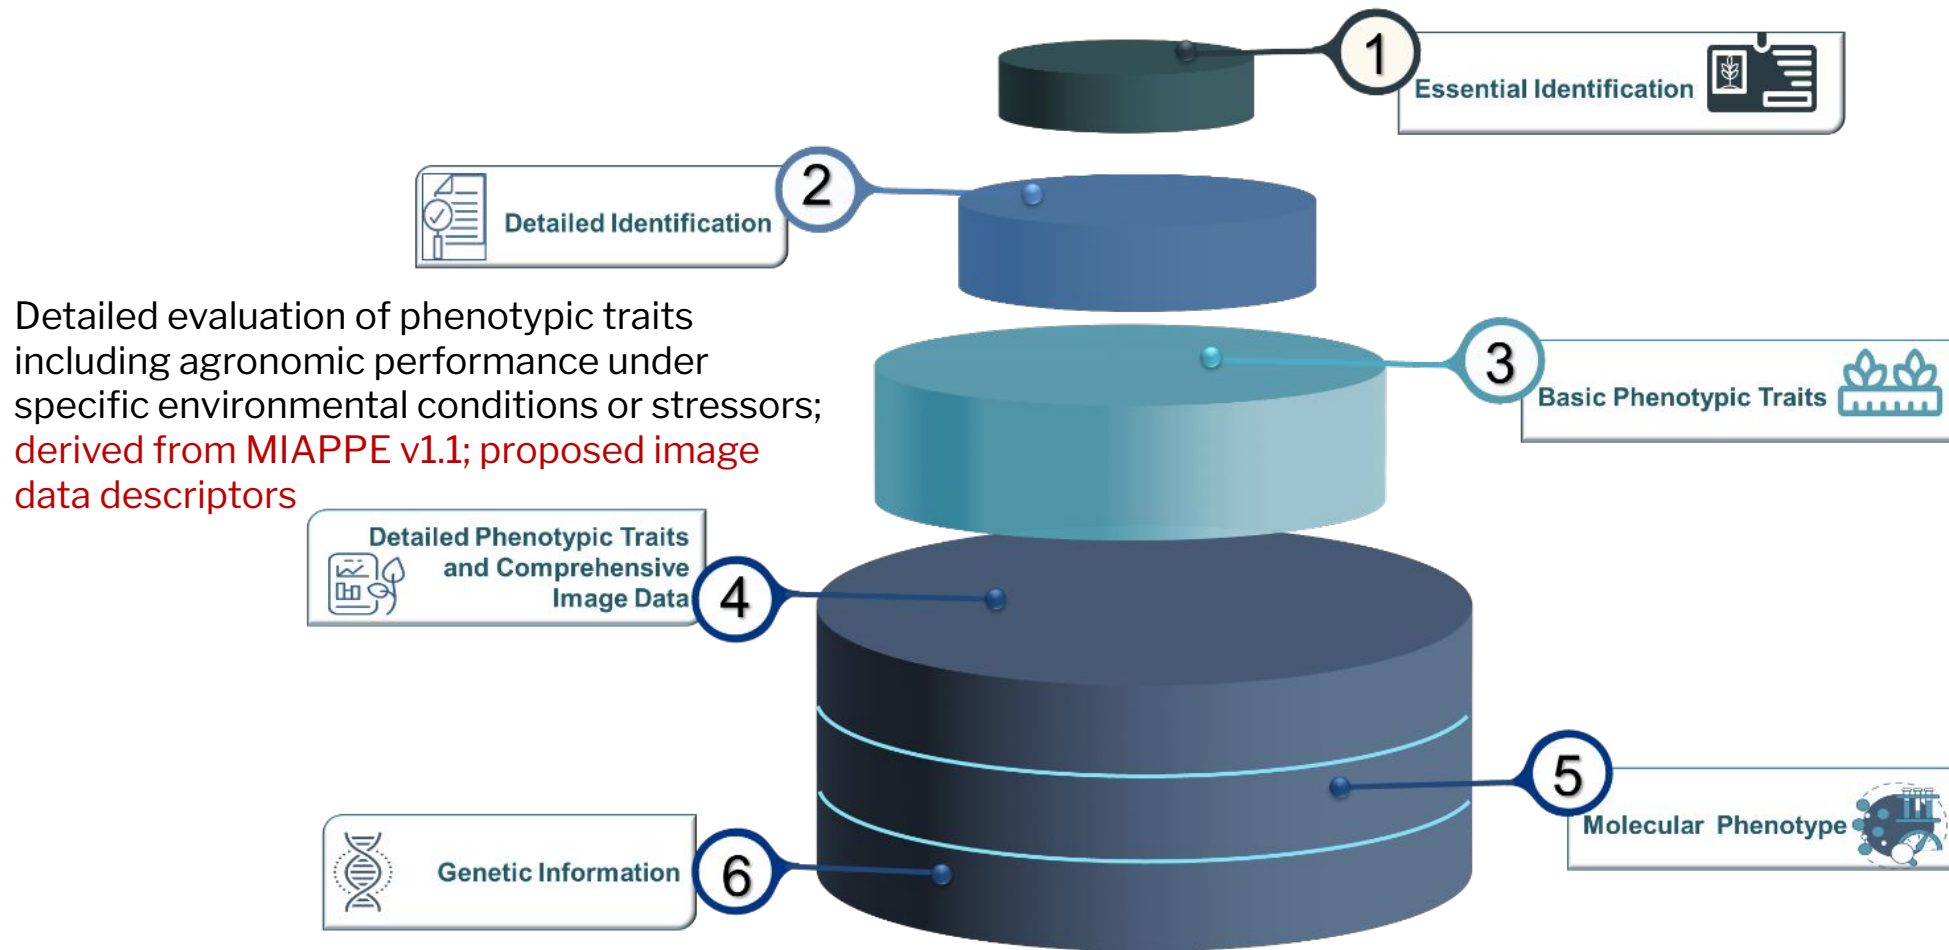 1
Essential Identification
2
Detailed Identification
Detailed evaluation of phenotypic traits
including agronomic performance under
specific environmental conditions or stressors;
derived from MIAPPE v1.1; proposed image
data descriptors
3
Basic Phenotypic Traits
Detailed Phenotypic Traits
and Comprehensive
Image Data
4
5
Molecular Phenotype
Genetic Information
6